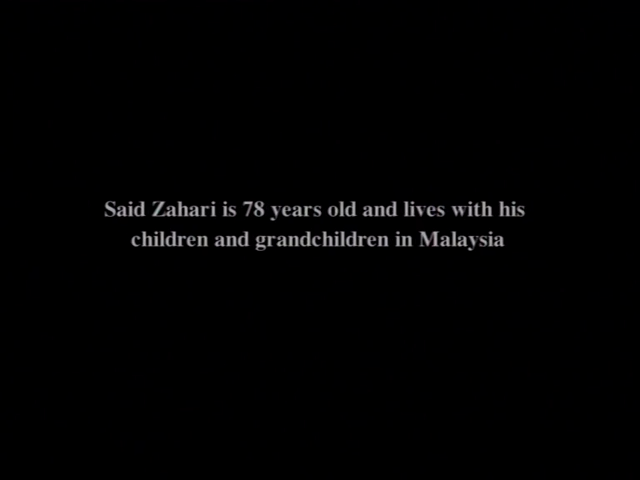 Said Zahari is 78 years old and lives with his
children and grandchildren in Malaysia